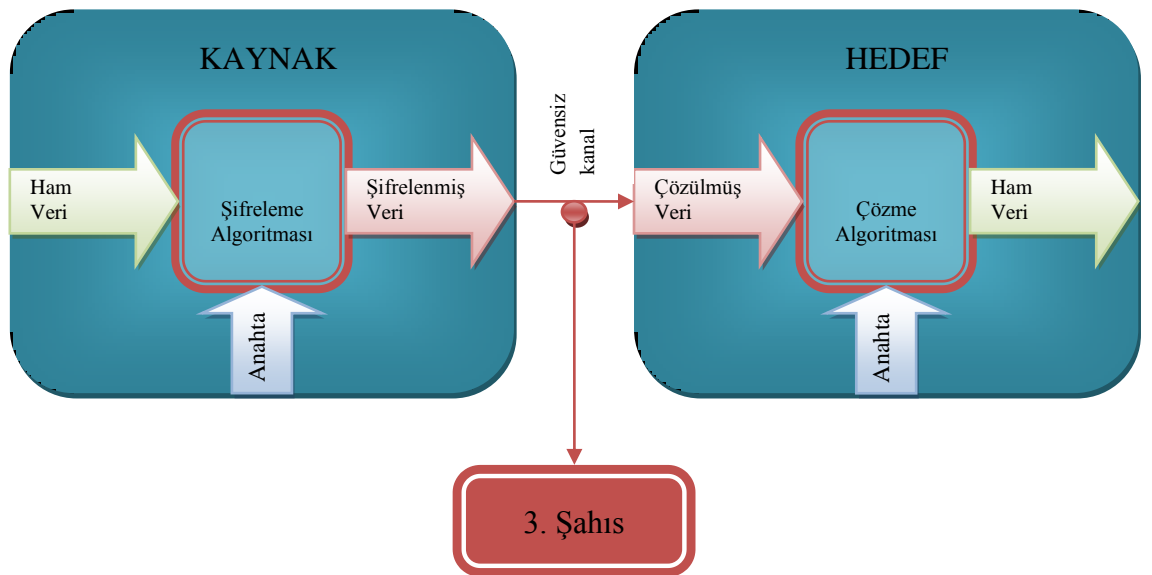 KAYNAK
Ham
Veri
Şifreleme
Algoritması
Şifrelenmiş
Veri
Anahta
Güvensiz
kanal
HEDEF
Çözülmüş
Veri
Çözme
Algoritması
Ham
Veri
Anahta
3. Şahıs